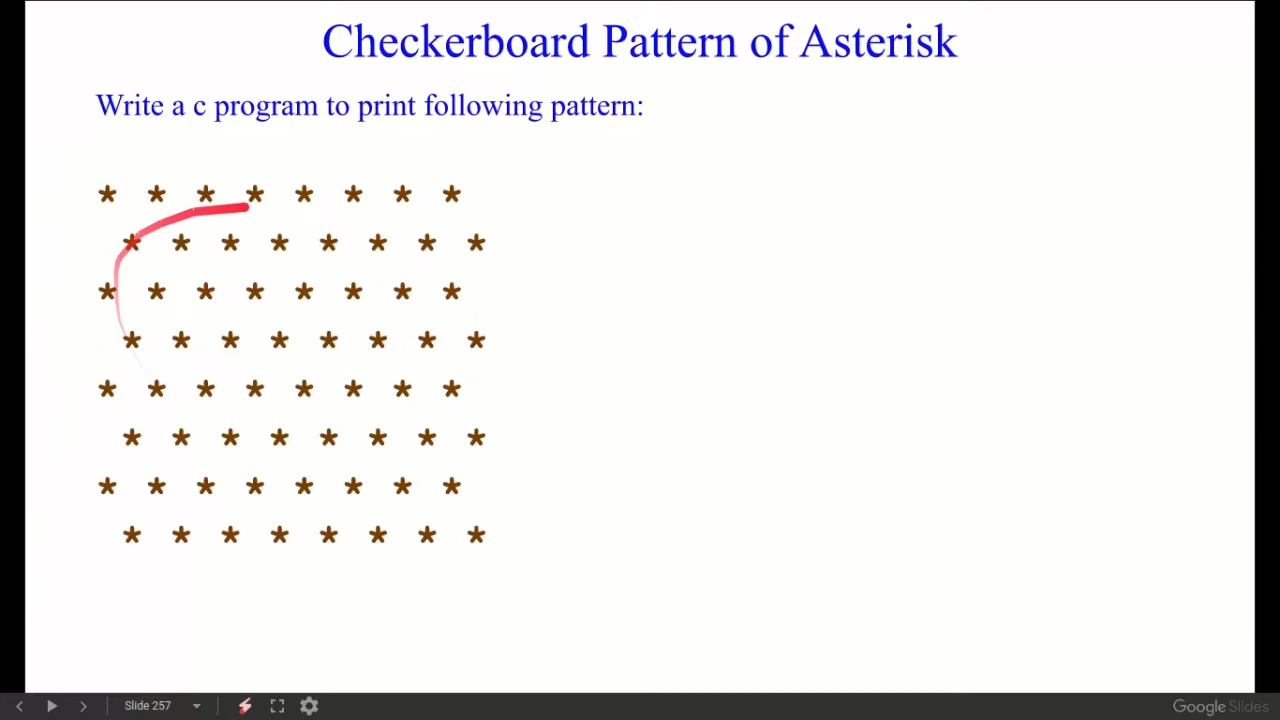 Checkerboard Pattern of Asterisk
Write a c program to print following pattern:
* * * * * * * *
 * * * * * * * *
* * * * * * * *
 * * * * * * * *
* * * * * * * *
 * * * * * * * *
* * * * * * * *
 * * * * * * * *
Slide 257
Google Slides